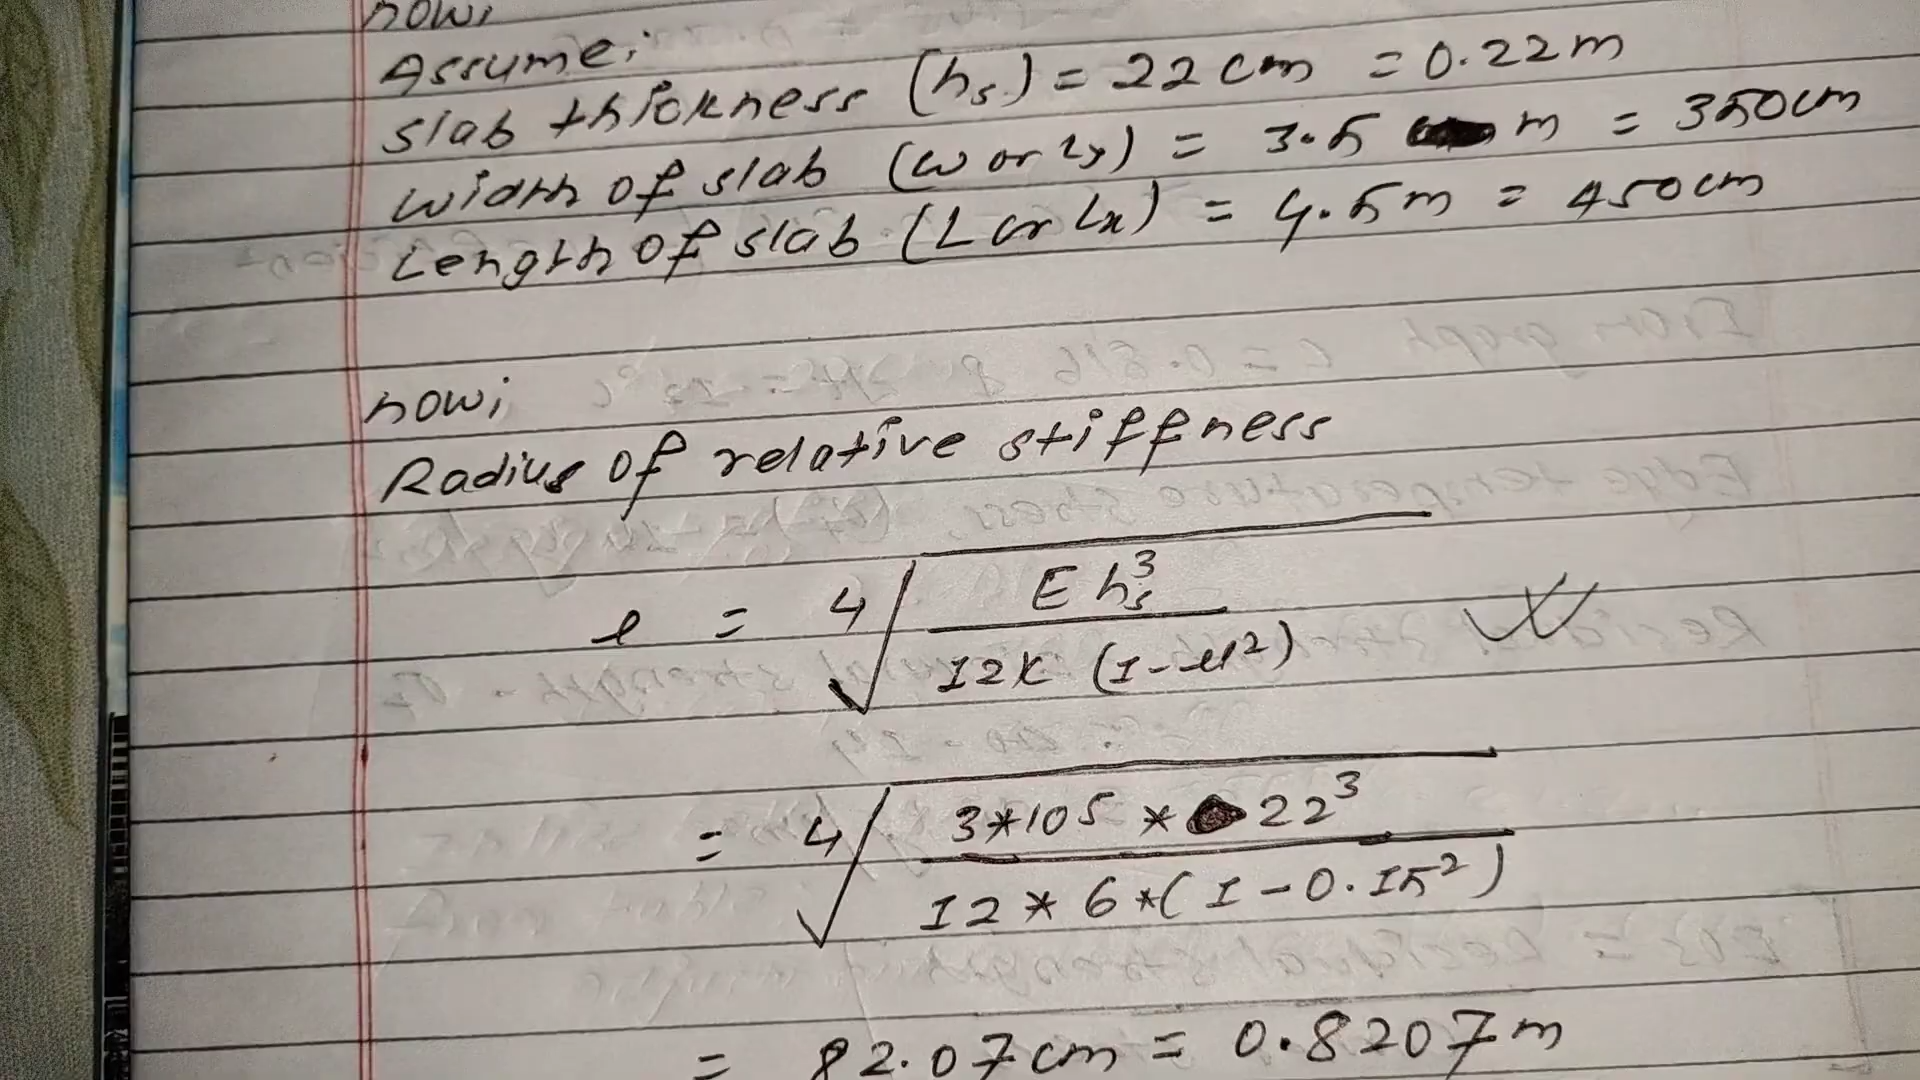 now;
Assume;
slab thickness (hs) = 22 cm = 0.22m
width of slab (w or Ly) = 3.5 m = 350cm
Length of slab (L or Lx) = 4.5m = 450cm
now;
Radius of relative stiffness
l = ∜(E hs³ / 12K (1-μ²))
= ∜(3*105 * 22³ / 12 * 6 *(1-0.15²))
= 82.07cm = 0.8207m